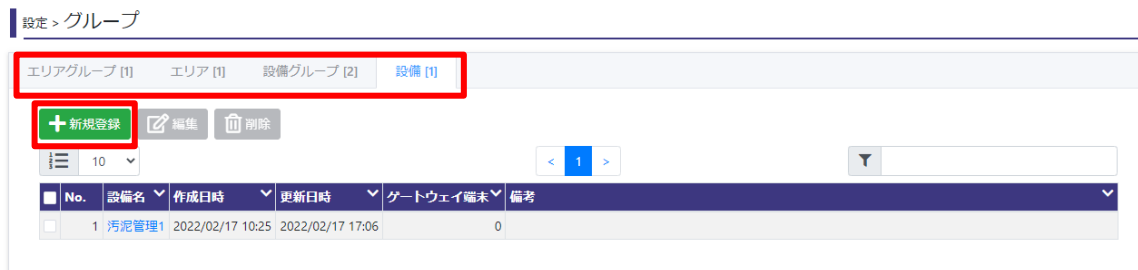 設定 > グループ
エリアグループ [1] エリア [1] 設備グループ [2] 設備 [1]
新規登録 編集 削除
10 < 1 >
No. 設備名 作成日時 更新日時 ゲートウェイ端末 備考
1 汚泥管理1 2022/02/17 10:25 2022/02/17 17:06 0